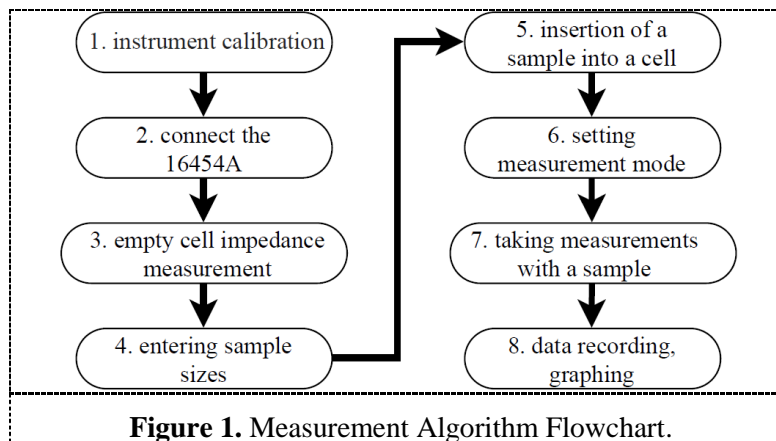 1. instrument calibration
2. connect the
16454A
3. empty cell impedance
measurement
4. entering sample
sizes
5. insertion of a
sample into a cell
6. setting
measurement mode
7. taking measurements
with a sample
8. data recording,
graphing
Figure 1. Measurement Algorithm Flowchart.